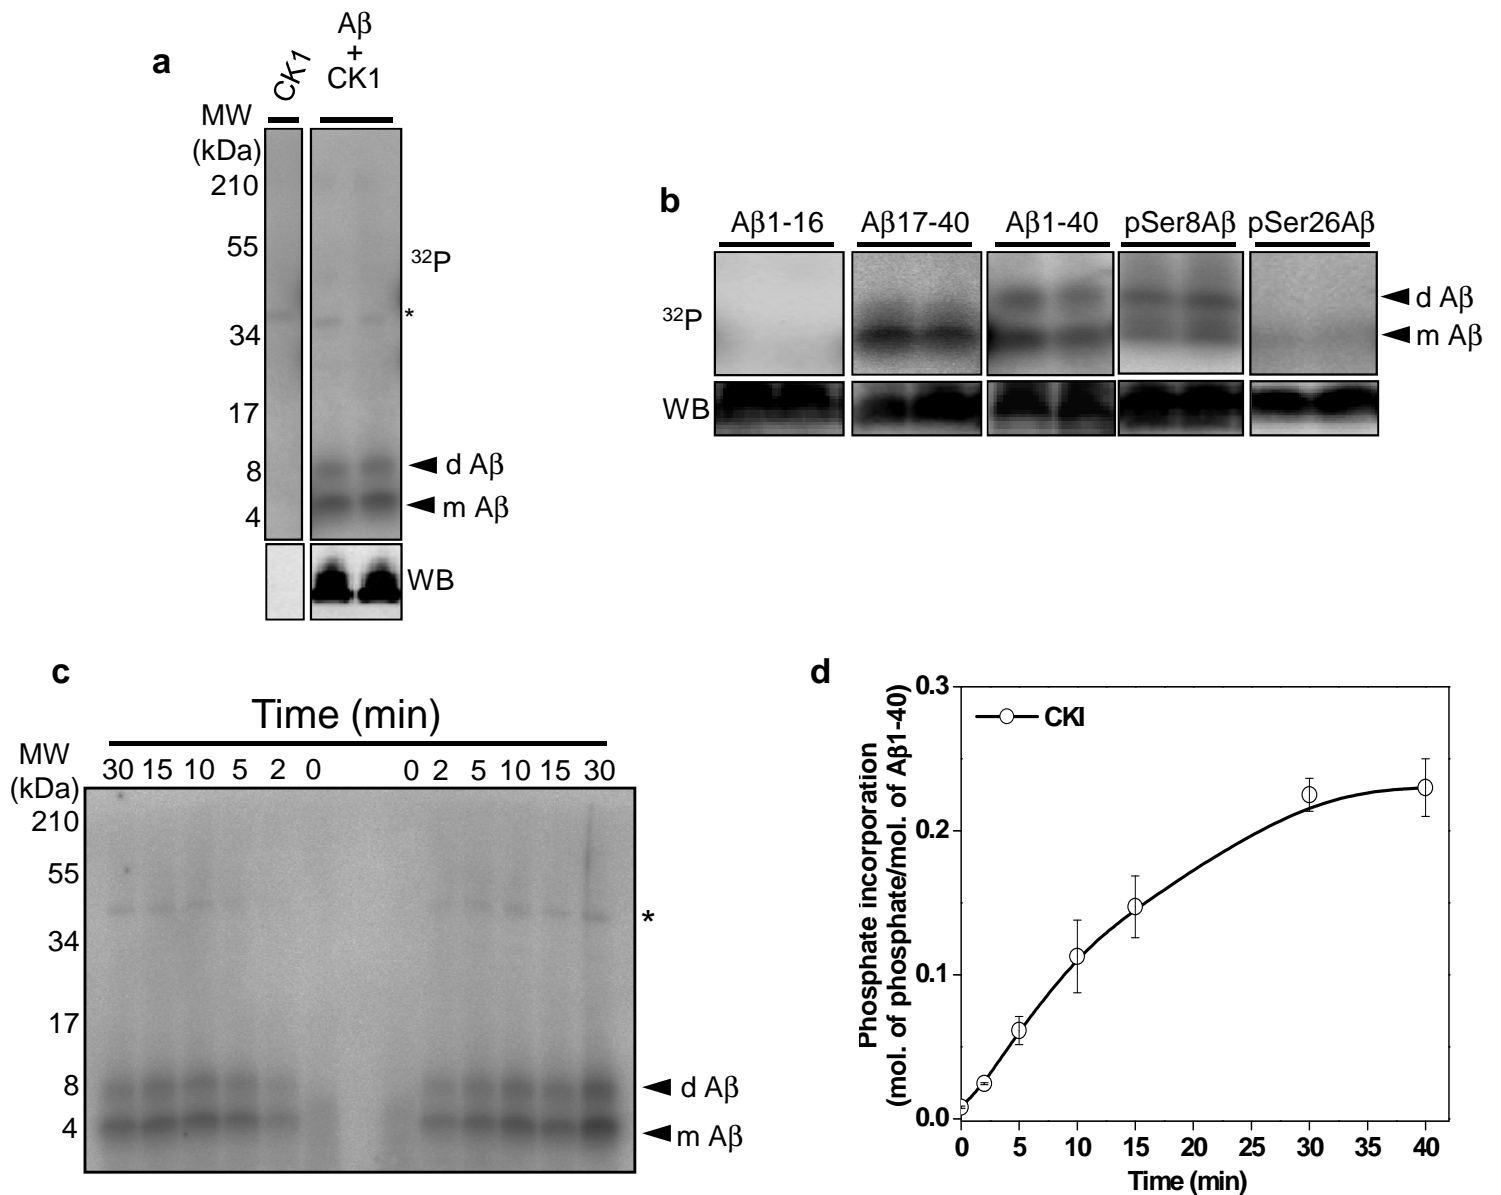 a
CK1
Aβ
+
CK1
MW
(kDa)
210
55
34
17
8
4
³²P
*
d Aβ
m Aβ
WB
b
Aβ1-16 Aβ17-40 Aβ1-40 pSer8Aβ pSer26Aβ
³²P
d Aβ
m Aβ
WB
c
Time (min)
MW
(kDa)
30 15 10 5 2 0 0 2 5 10 15 30
210
55
34
17
8
4
*
d Aβ
m Aβ
d
Phosphate incorporation
(mol. of phosphate/mol. of Aβ1-40)
0.3
0.2
0.1
0.0
CKI
0 5 10 15 20 25 30 35 40
Time (min)